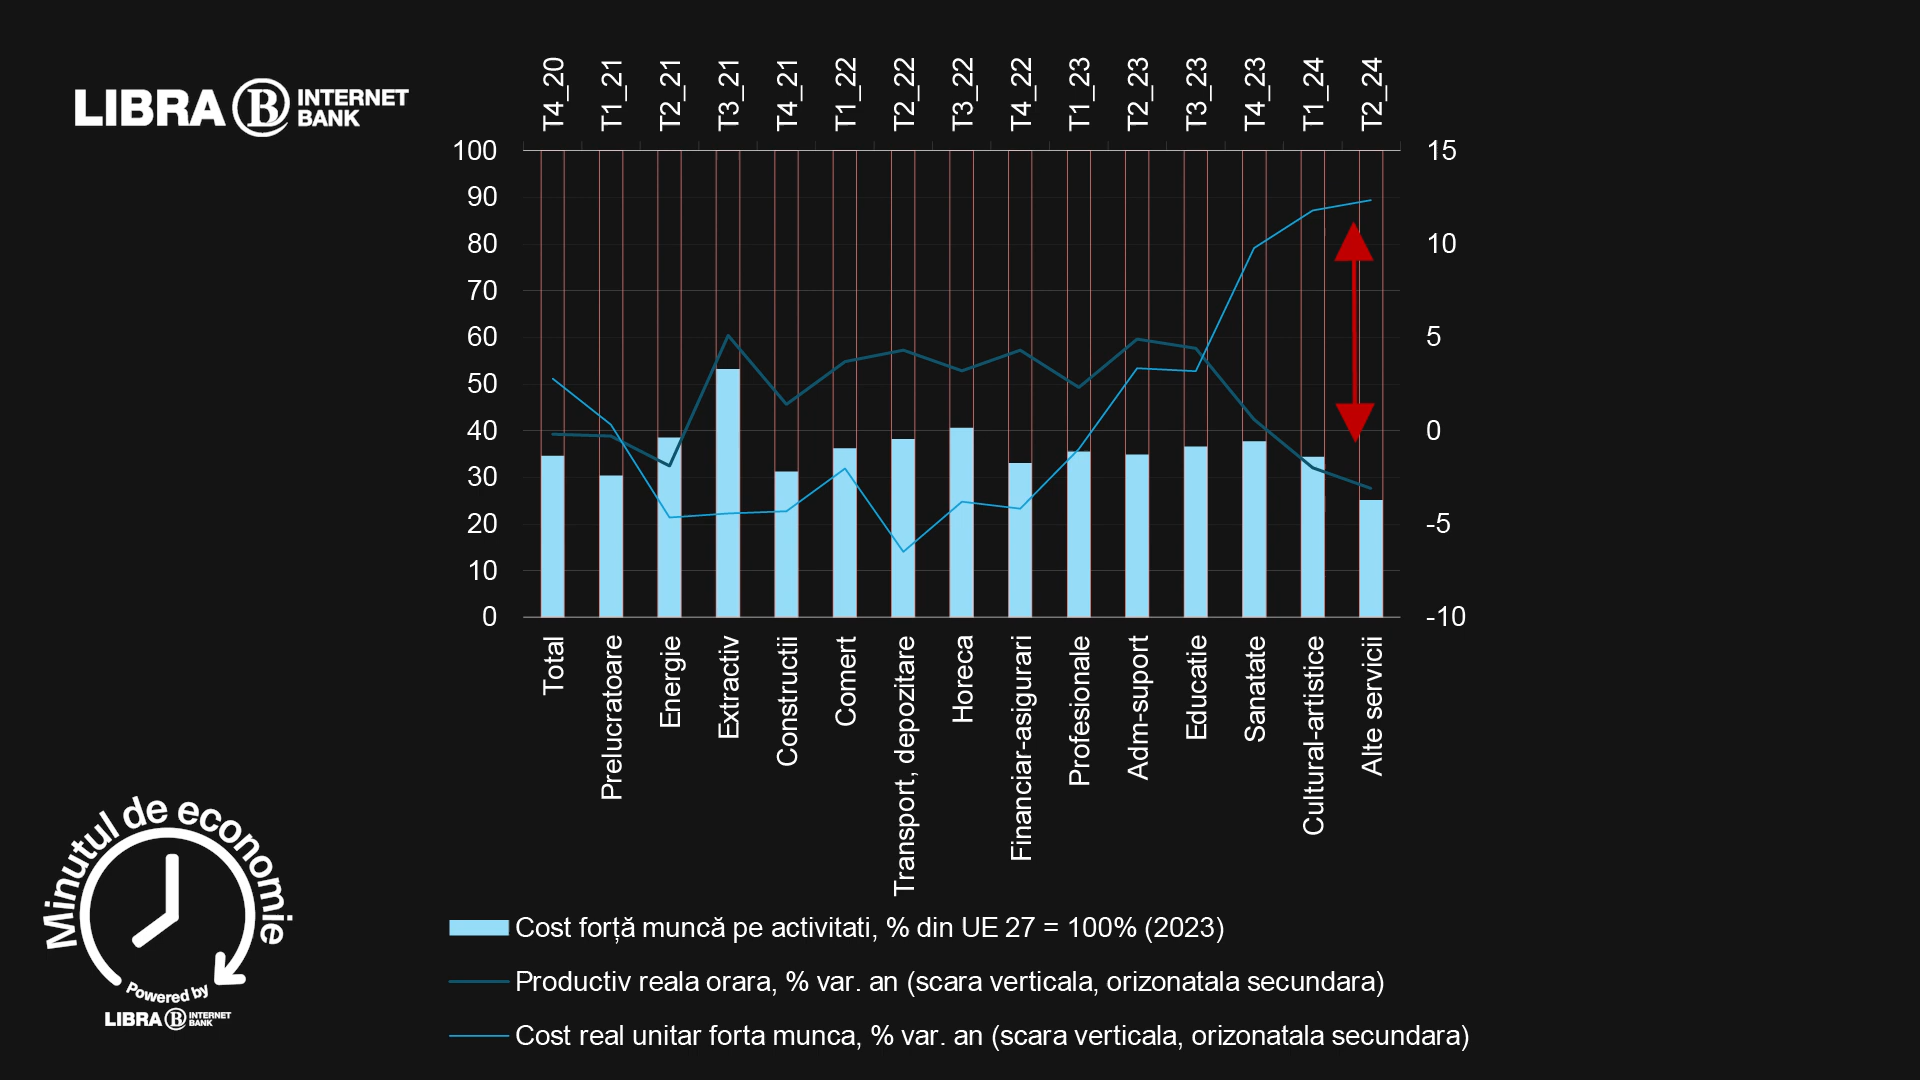 LIBRA B INTERNET BANK
T4_20 T1_21 T2_21 T3_21 T4_21 T1_22 T2_22 T3_22 T4_22 T1_23 T2_23 T3_23 T4_23 T1_24 T2_24
100 15
90
80 10
70
60 5
50
40 0
30
20 -5
10
0 -10
Total Prelucratoare Energie Extractiv Constructii Comert Transport, depozitare Horeca Financiar-asigurari Profesionale Adm-suport Educatie Sanatate Cultural-artistice Alte servicii
Cost forță muncă pe activitati, % din UE 27 = 100% (2023)
Productiv reala orara, % var. an (scara verticala, orizonatala secundara)
Cost real unitar forta munca, % var. an (scara verticala, orizonatala secundara)
Minutul de economie
Powered by
LIBRA B INTERNET BANK